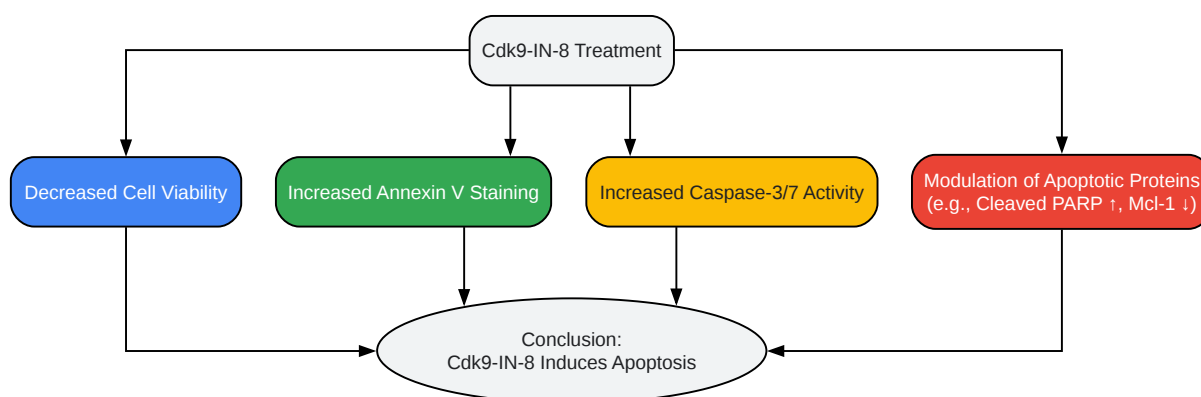 Cdk9-IN-8 Treatment
Decreased Cell Viability
Increased Annexin V Staining
Increased Caspase-3/7 Activity
Modulation of Apoptotic Proteins
(e.g., Cleaved PARP ↑, Mcl-1 ↓)
Conclusion:
Cdk9-IN-8 Induces Apoptosis